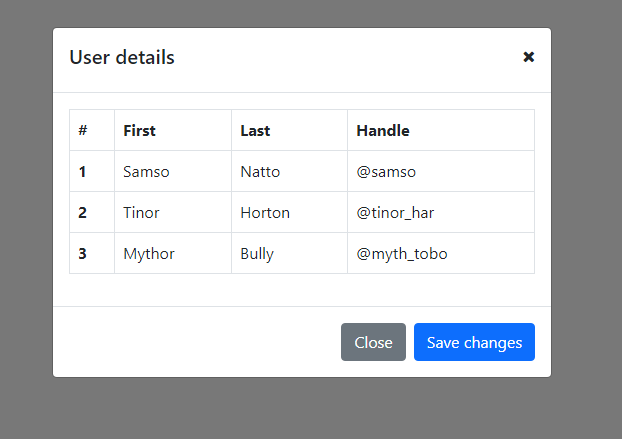 User details
# First Last Handle
1 Samso Natto @samso
2 Tinor Horton @tinor_har
3 Mythor Bully @myth_tobo
Close Save changes